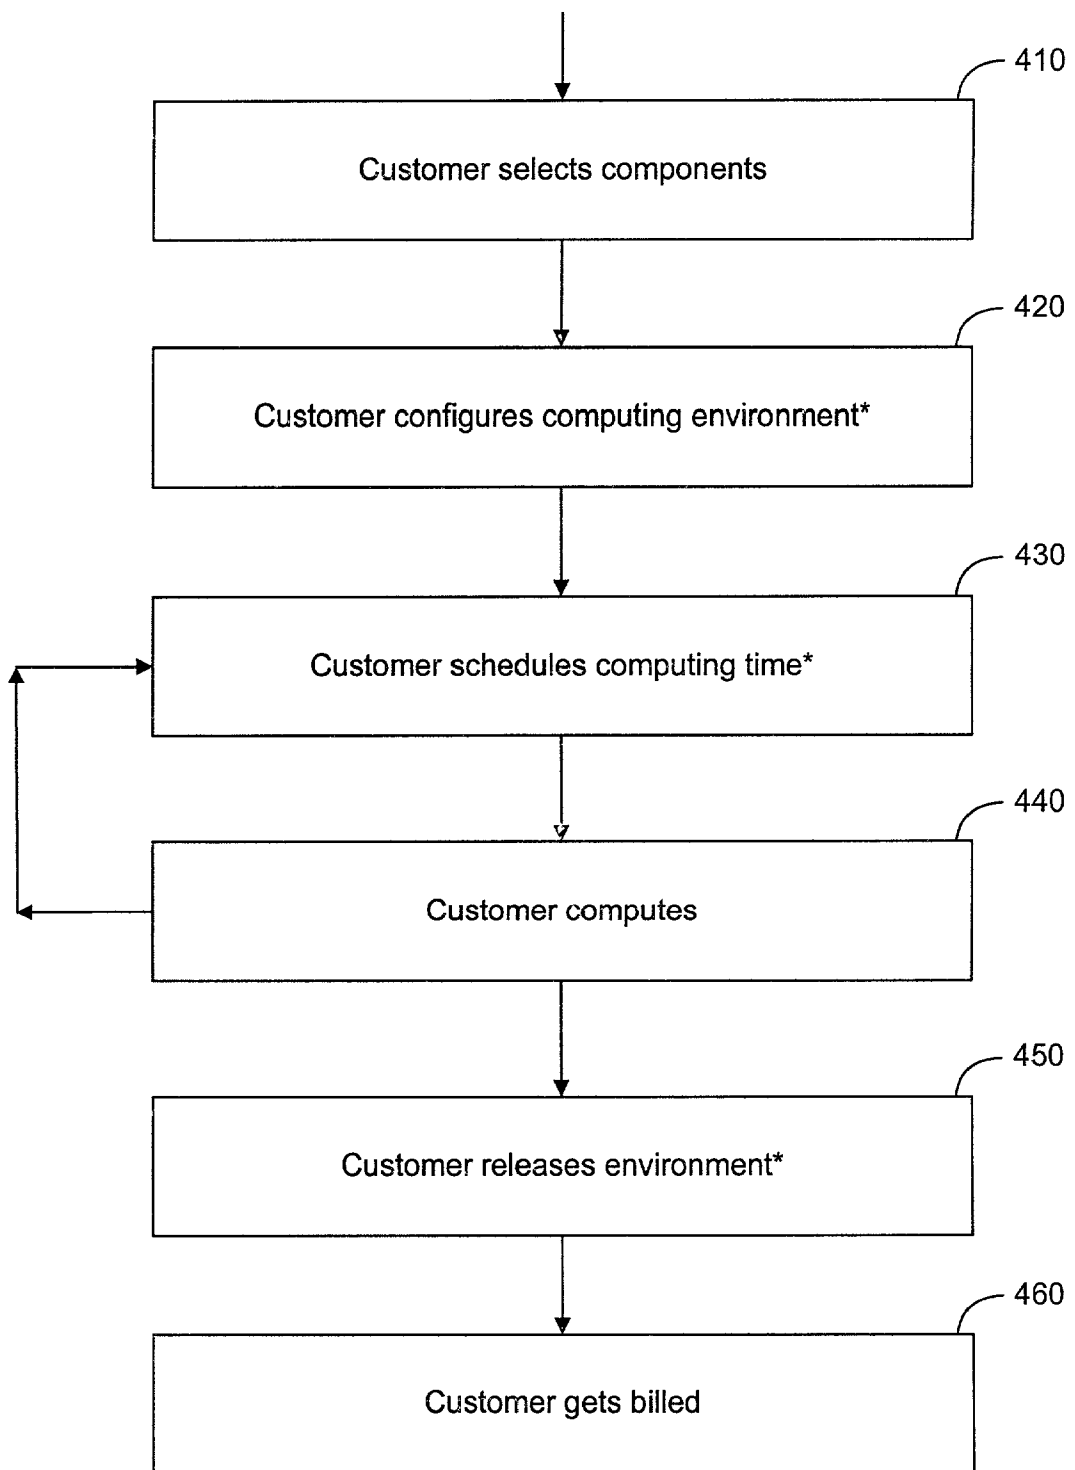 410
Customer selects components
420
Customer configures computing environment*
430
Customer schedules computing time*
440
Customer computes
450
Customer releases environment*
460
Customer gets billed